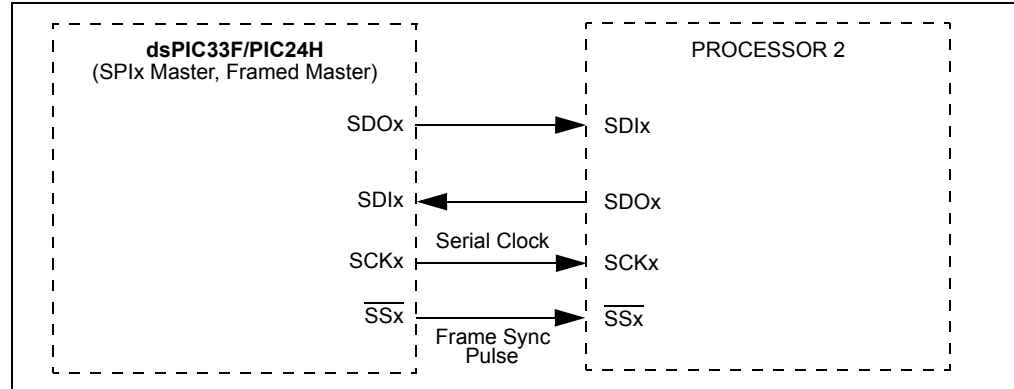 dsPIC33F/PIC24H
(SPIx Master, Framed Master)
PROCESSOR 2
SDOx
SDIx
SDIx
SDOx
Serial Clock
SCKx
SCKx
SSx
SSx
Frame Sync
Pulse